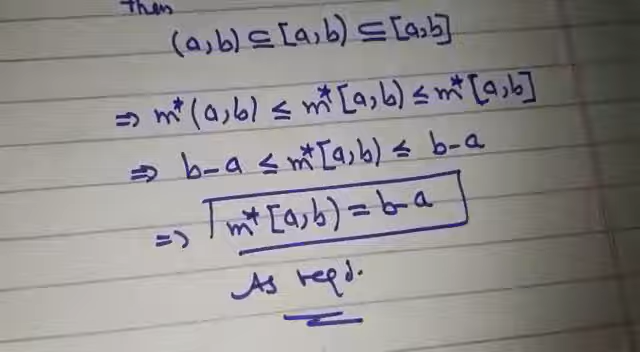 then
(a,b) ⊆ [a,b) ⊆ [a,b]
⇒ m*(a,b) ≤ m*[a,b) ≤ m*[a,b]
⇒ b-a ≤ m*[a,b) ≤ b-a
⇒ m*[a,b) = b-a
As reqd.